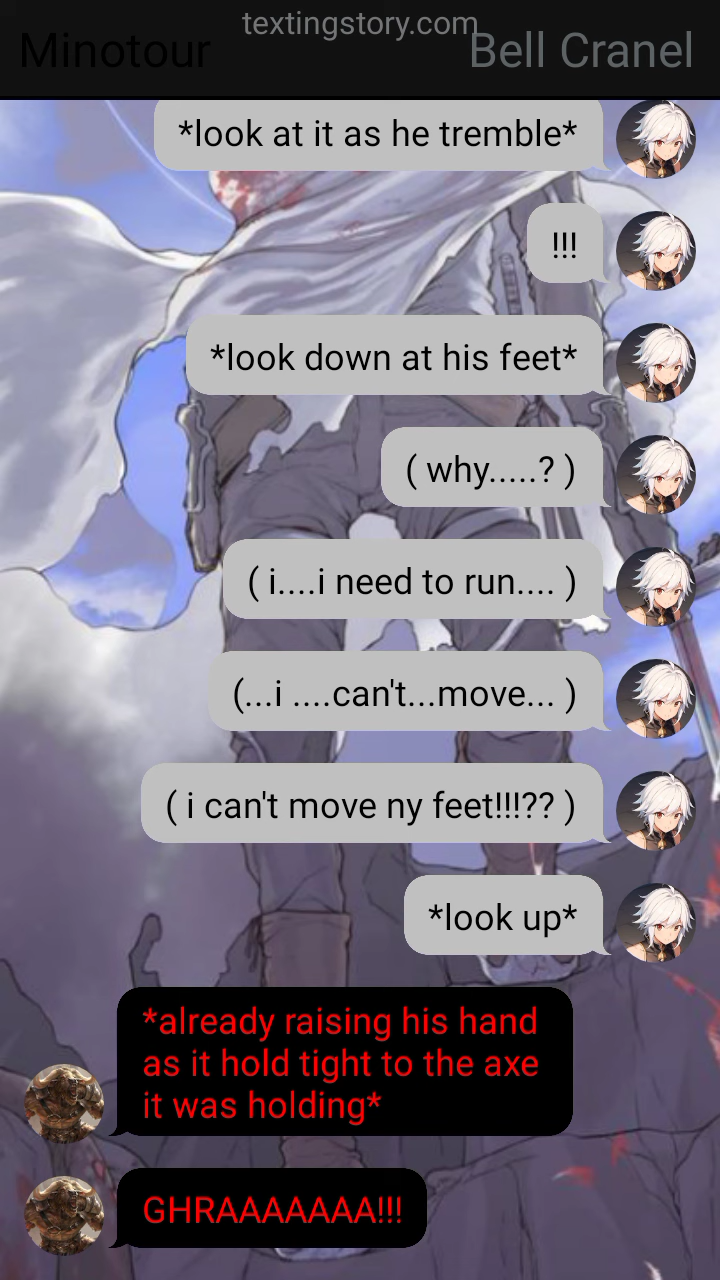 textingstory.com
Minotour
Bell Cranel
*look at it as he tremble*
!!!
*look down at his feet*
( why.....? )
( i....i need to run.... )
(...i ....can't...move... )
( i can't move ny feet!!!?? )
*look up*
*already raising his hand
as it hold tight to the axe
it was holding*
GHRAAAAAAA!!!